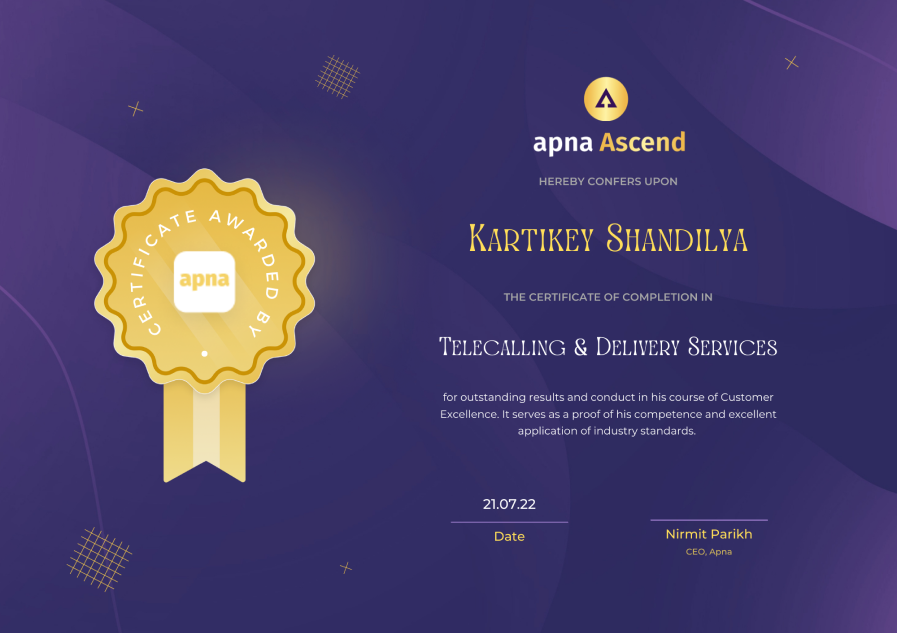 CERTIFICATE AWARDED BY
apna
apna Ascend
HEREBY CONFERS UPON
Kartikey Shandilya
THE CERTIFICATE OF COMPLETION IN
Telecalling & Delivery Services
for outstanding results and conduct in his course of Customer
Excellence. It serves as a proof of his competence and excellent
application of industry standards.
21.07.22
Date
Nirmit Parikh
CEO, Apna